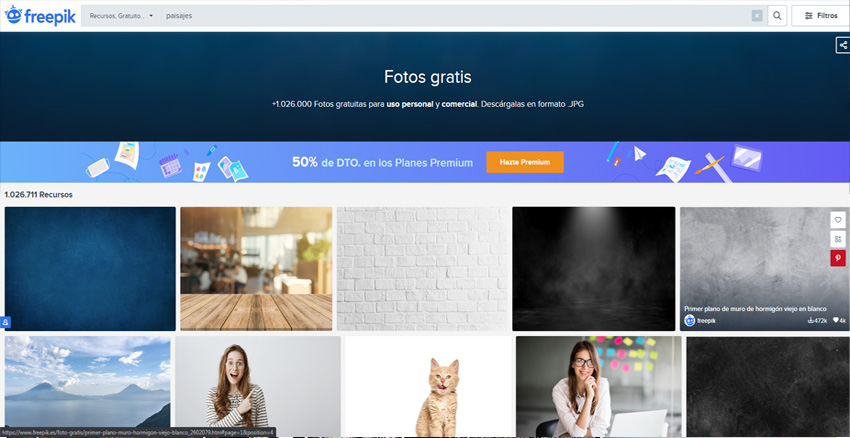 freepik
Recursos, Gratuito...
paisajes
Filtros
Fotos gratis
+1.026.000 Fotos gratuitas para uso personal y comercial. Descárgalas en formato .JPG
50% de DTO. en los Planes Premium
Hazte Premium
1.026.711 Recursos
Primer plano de muro de hormigón viejo en blanco
freepik
472k
4k
https://www.freepik.es/foto-gratis/primer-plano-muro-hormigon-viejo-blanco_2602079.htm#page=1&position=4